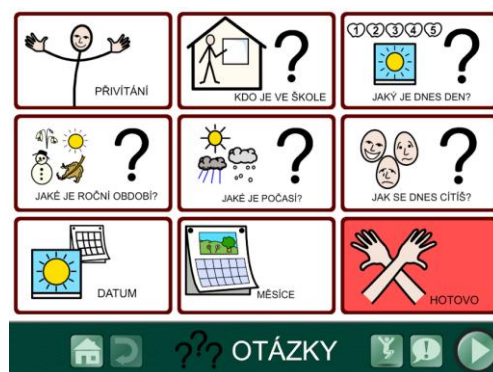 PŘIVÍTÁNÍ
? KDO JE VE ŠKOLE
1 2 3 4 5
? JAKÝ JE DNES DEN?
? JAKÉ JE ROČNÍ OBDOBÍ?
? JAKÉ JE POČASÍ?
? JAK SE DNES CÍTÍŠ?
DATUM
MĚSÍCE
HOTOVO
??? OTÁZKY !